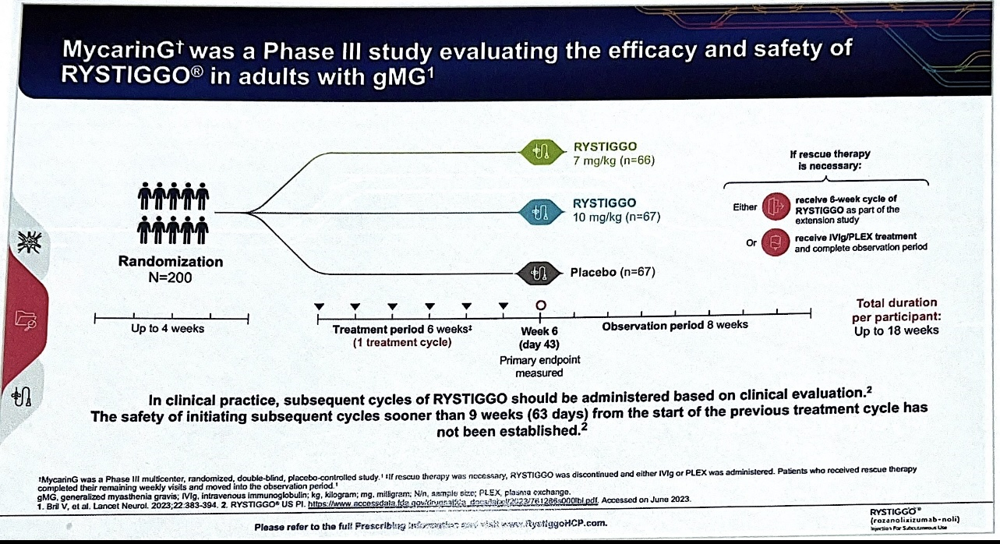 MycarinG† was a Phase III study evaluating the efficacy and safety of
RYSTIGGO® in adults with gMG¹
RYSTIGGO
7 mg/kg (n=66)
If rescue therapy
is necessary:
RYSTIGGO
10 mg/kg (n=67)
Either
receive 6-week cycle of
RYSTIGGO as part of the
extension study
Or
receive IVIg/PLEX treatment
and complete observation period
Randomization
N=200
Placebo (n=67)
Up to 4 weeks
Treatment period 6 weeks‡
(1 treatment cycle)
Week 6
(day 43)
Primary endpoint
measured
Observation period 8 weeks
Total duration
per participant:
Up to 18 weeks
In clinical practice, subsequent cycles of RYSTIGGO should be administered based on clinical evaluation.²
The safety of initiating subsequent cycles sooner than 9 weeks (63 days) from the start of the previous treatment cycle has
not been established.²
†MycarinG was a Phase III multicenter, randomized, double-blind, placebo-controlled study.¹ ‡If rescue therapy was necessary, RYSTIGGO was discontinued and either IVIg or PLEX was administered. Patients who received rescue therapy
completed their remaining weekly visits and moved into the observation period.¹
gMG, generalized myasthenia gravis; IVIg, intravenous immunoglobulin; kg, kilogram; mg, milligram; N/n, sample size; PLEX, plasma exchange.
1. Bril V, et al. Lancet Neurol. 2023;22:383-394. 2. RYSTIGGO® US PI. Accessed on June 2023.
Please refer to the full Prescribing Information and visit www.RystiggoHCP.com.
RYSTIGGO®
(rozanolixizumab-noli)
Injection For Subcutaneous Use